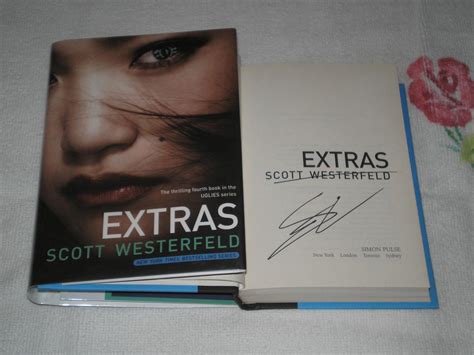 The thrilling fourth book in the
UGLIES series
EXTRAS
SCOTT WESTERFELD
NEW YORK TIMES BESTSELLING SERIES
EXTRAS
SCOTT WESTERFELD
SIMON PULSE
New York London Toronto Sydney